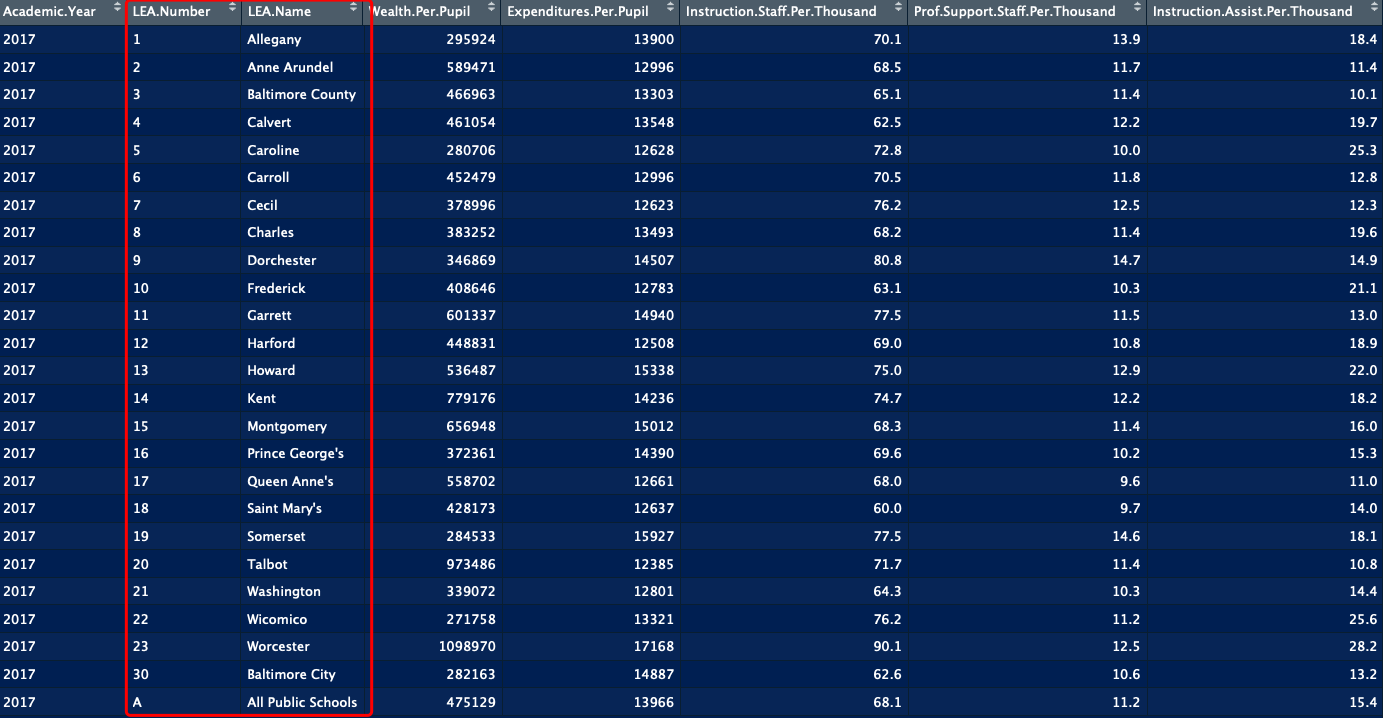 Academic.Year LEA.Number LEA.Name Wealth.Per.Pupil Expenditures.Per.Pupil Instruction.Staff.Per.Thousand Prof.Support.Staff.Per.Thousand Instruction.Assist.Per.Thousand
2017 1 Allegany 295924 13900 70.1 13.9 18.4
2017 2 Anne Arundel 589471 12996 68.5 11.7 11.4
2017 3 Baltimore County 466963 13303 65.1 11.4 10.1
2017 4 Calvert 461054 13548 62.5 12.2 19.7
2017 5 Caroline 280706 12628 72.8 10.0 25.3
2017 6 Carroll 452479 12996 70.5 11.8 12.8
2017 7 Cecil 378996 12623 76.2 12.5 12.3
2017 8 Charles 383252 13493 68.2 11.4 19.6
2017 9 Dorchester 346869 14507 80.8 14.7 14.9
2017 10 Frederick 408646 12783 63.1 10.3 21.1
2017 11 Garrett 601337 14940 77.5 11.5 13.0
2017 12 Harford 448831 12508 69.0 10.8 18.9
2017 13 Howard 536487 15338 75.0 12.9 22.0
2017 14 Kent 779176 14236 74.7 12.2 18.2
2017 15 Montgomery 656948 15012 68.3 11.4 16.0
2017 16 Prince George's 372361 14390 69.6 10.2 15.3
2017 17 Queen Anne's 558702 12661 68.0 9.6 11.0
2017 18 Saint Mary's 428173 12637 60.0 9.7 14.0
2017 19 Somerset 284533 15927 77.5 14.6 18.1
2017 20 Talbot 973486 12385 71.7 11.4 10.8
2017 21 Washington 339072 12801 64.3 10.3 14.4
2017 22 Wicomico 271758 13321 76.2 11.2 25.6
2017 23 Worcester 1098970 17168 90.1 12.5 28.2
2017 30 Baltimore City 282163 14887 62.6 10.6 13.2
2017 A All Public Schools 475129 13966 68.1 11.2 15.4